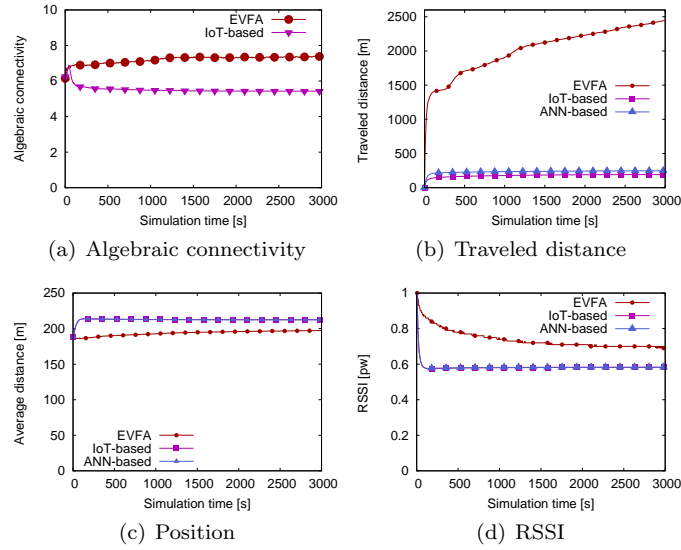 EVFA
IoT-based
Algebraic connectivity
12
10
8
6
4
2
0
0 500 1000 1500 2000 2500 3000
Simulation time [s]
(a) Algebraic connectivity
EVFA
IoT-based
ANN-based
Traveled distance [m]
2500
2000
1500
1000
500
0
0 500 1000 1500 2000 2500 3000
Simulation time [s]
(b) Traveled distance
Average distance [m]
250
200
150
100
50
0
EVFA
IoT-based
ANN-based
0 500 1000 1500 2000 2500 3000
Simulation time [s]
(c) Position
EVFA
IoT-based
ANN-based
RSSI [pw]
1
0.8
0.6
0.4
0.2
0
0 500 1000 1500 2000 2500 3000
Simulation time [s]
(d) RSSI